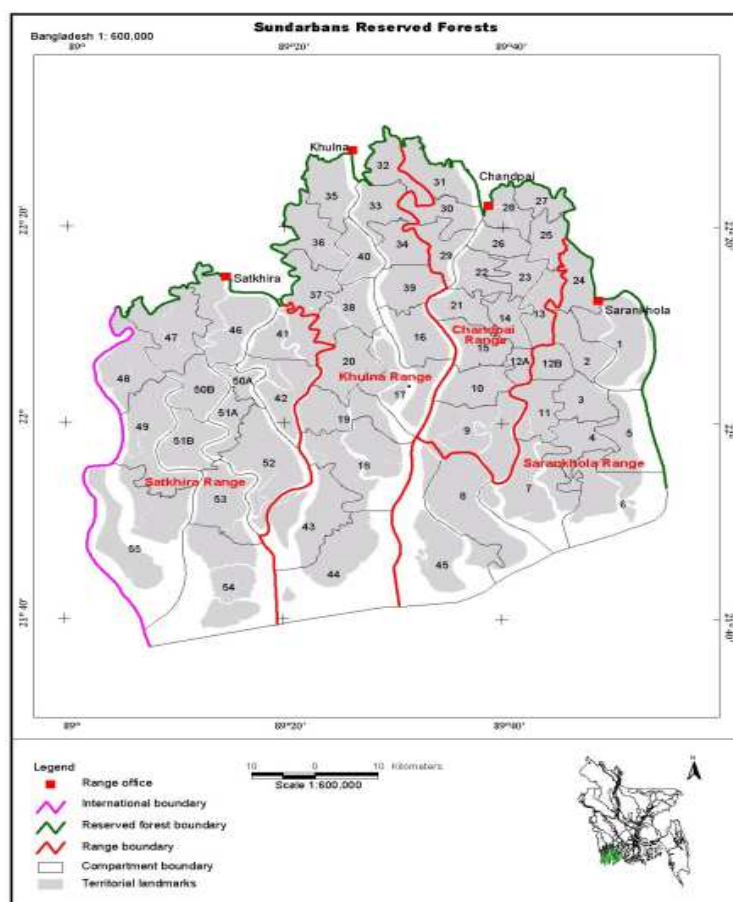 Sundarbans Reserved Forests
Bangladesh 1: 600,000
89° 89°20' 89°40'
Khulna
32
31
Chandpai
35
33
30
28
27
22°20'
34
26
25
22°20'
36
40
29
22
23
24
Satkhira
37
39
21
Sarankhola
38
14
13
47
46
41
16
Chandpai
Range
15
1
20
12A
12B
2
48
50B
50A
Khulna Range
17
10
3
49
51A
42
19
11
22°
51B
9
4
5
52
18
Sarankhola Range
Satkhira Range
53
8
7
6
43
55
44
45
54
21°40'
21°40'
89° 89°20' 89°40'
Legend
Range office
International boundary
Reserved forest boundary
Range boundary
Compartment boundary
Territorial landmarks
10 0 10 Kilometers
Scale 1:600,000
N